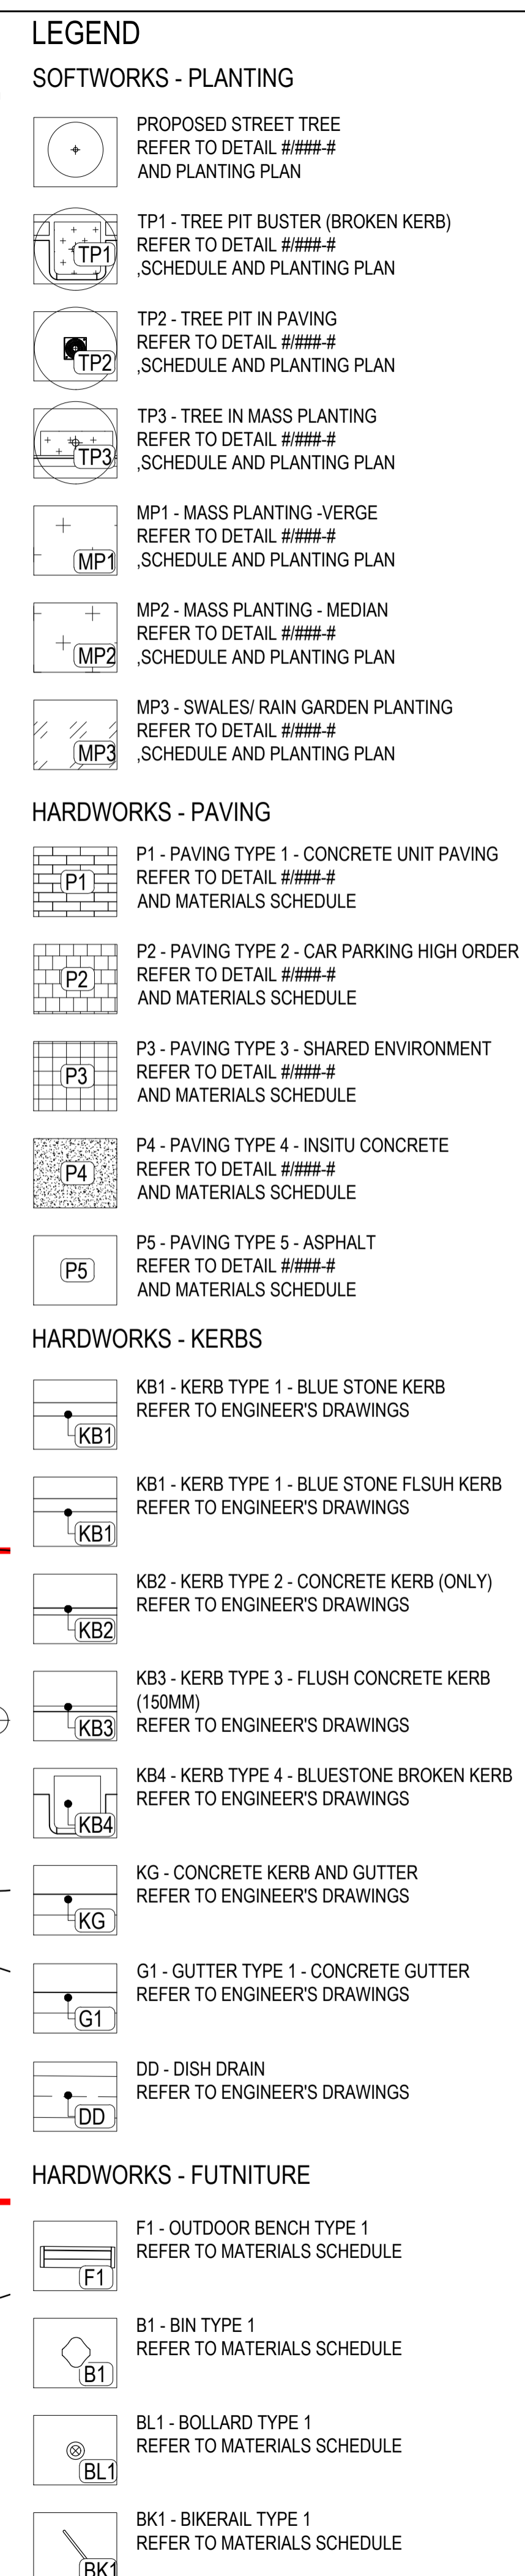 LEGEND
SOFTWORKS - PLANTING
PROPOSED STREET TREE
REFER TO DETAIL #/###-#
AND PLANTING PLAN
TP1 - TREE PIT BUSTER (BROKEN KERB)
REFER TO DETAIL #/###-#
TP1
,SCHEDULE AND PLANTING PLAN
TP2 - TREE PIT IN PAVING
REFER TO DETAIL #/###-#
TP2
,SCHEDULE AND PLANTING PLAN
TP3 - TREE IN MASS PLANTING
REFER TO DETAIL #/###-#
TP3
,SCHEDULE AND PLANTING PLAN
MP1 - MASS PLANTING -VERGE
REFER TO DETAIL #/###-#
MP1
,SCHEDULE AND PLANTING PLAN
MP2 - MASS PLANTING - MEDIAN
REFER TO DETAIL #/###-#
MP2
,SCHEDULE AND PLANTING PLAN
MP3 - SWALES/ RAIN GARDEN PLANTING
REFER TO DETAIL #/###-#
MP3
,SCHEDULE AND PLANTING PLAN
HARDWORKS - PAVING
P1 - PAVING TYPE 1 - CONCRETE UNIT PAVING
P1
REFER TO DETAIL #/###-#
AND MATERIALS SCHEDULE
P2 - PAVING TYPE 2 - CAR PARKING HIGH ORDER
P2
REFER TO DETAIL #/###-#
AND MATERIALS SCHEDULE
P3 - PAVING TYPE 3 - SHARED ENVIRONMENT
P3
REFER TO DETAIL #/###-#
AND MATERIALS SCHEDULE
P4 - PAVING TYPE 4 - INSITU CONCRETE
P4
REFER TO DETAIL #/###-#
AND MATERIALS SCHEDULE
P5 - PAVING TYPE 5 - ASPHALT
P5
REFER TO DETAIL #/###-#
AND MATERIALS SCHEDULE
HARDWORKS - KERBS
KB1 - KERB TYPE 1 - BLUE STONE KERB
REFER TO ENGINEER'S DRAWINGS
KB1
KB1 - KERB TYPE 1 - BLUE STONE FLSUH KERB
REFER TO ENGINEER'S DRAWINGS
KB1
KB2 - KERB TYPE 2 - CONCRETE KERB (ONLY)
REFER TO ENGINEER'S DRAWINGS
KB2
KB3 - KERB TYPE 3 - FLUSH CONCRETE KERB
(150MM)
REFER TO ENGINEER'S DRAWINGS
KB3
KB4 - KERB TYPE 4 - BLUESTONE BROKEN KERB
REFER TO ENGINEER'S DRAWINGS
KB4
KG - CONCRETE KERB AND GUTTER
REFER TO ENGINEER'S DRAWINGS
KG
G1 - GUTTER TYPE 1 - CONCRETE GUTTER
REFER TO ENGINEER'S DRAWINGS
G1
DD - DISH DRAIN
REFER TO ENGINEER'S DRAWINGS
DD
HARDWORKS - FUTNITURE
F1 - OUTDOOR BENCH TYPE 1
REFER TO MATERIALS SCHEDULE
F1
B1 - BIN TYPE 1
REFER TO MATERIALS SCHEDULE
B1
BL1 - BOLLARD TYPE 1
REFER TO MATERIALS SCHEDULE
BL1
BK1 - BIKERAIL TYPE 1
REFER TO MATERIALS SCHEDULE
BK1